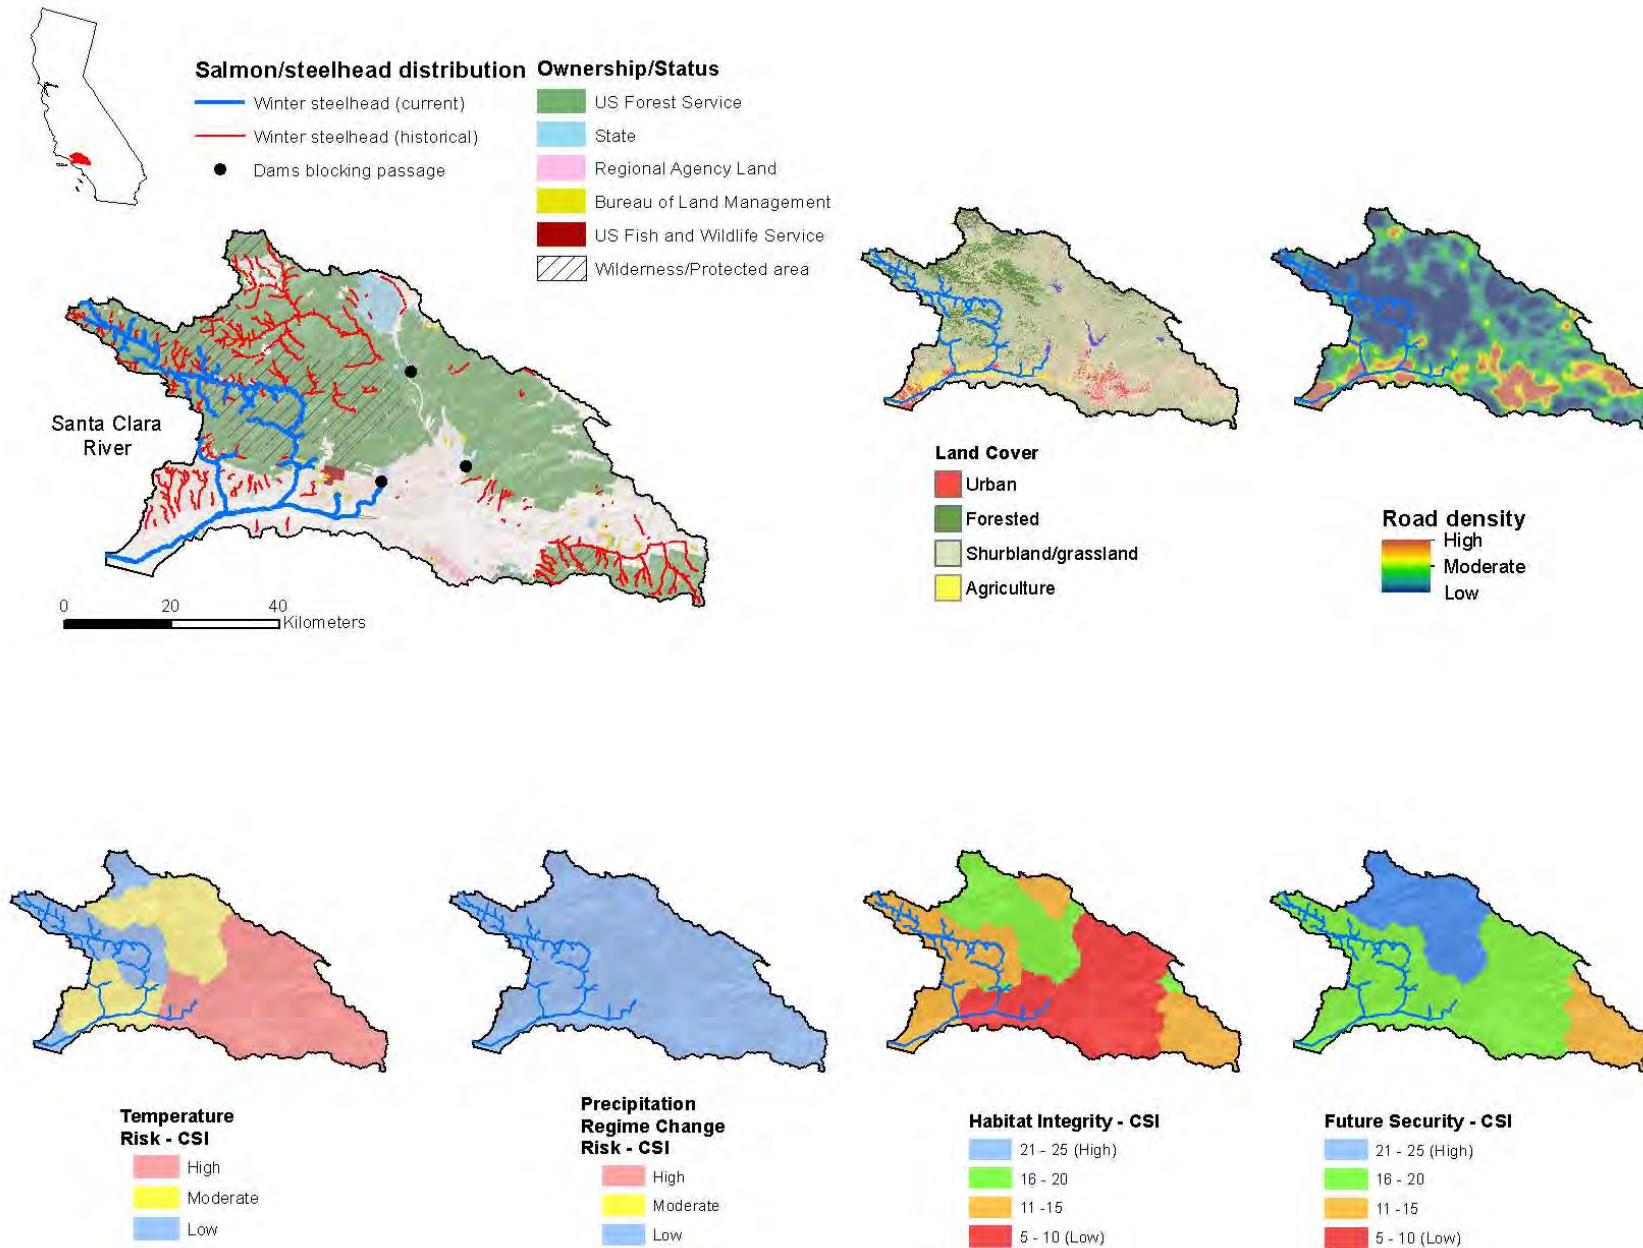 Salmon/steelhead distribution
Winter steelhead (current)
Winter steelhead (historical)
Dams blocking passage
Ownership/Status
US Forest Service
State
Regional Agency Land
Bureau of Land Management
US Fish and Wildlife Service
Wilderness/Protected area
Santa Clara
River
0 20 40
Kilometers
Land Cover
Urban
Forested
Shurbland/grassland
Agriculture
Road density
High
Moderate
Low
Temperature
Risk - CSI
High
Moderate
Low
Precipitation
Regime Change
Risk - CSI
High
Moderate
Low
Habitat Integrity - CSI
21 - 25 (High)
16 - 20
11 -15
5 - 10 (Low)
Future Security - CSI
21 - 25 (High)
16 - 20
11 -15
5 - 10 (Low)